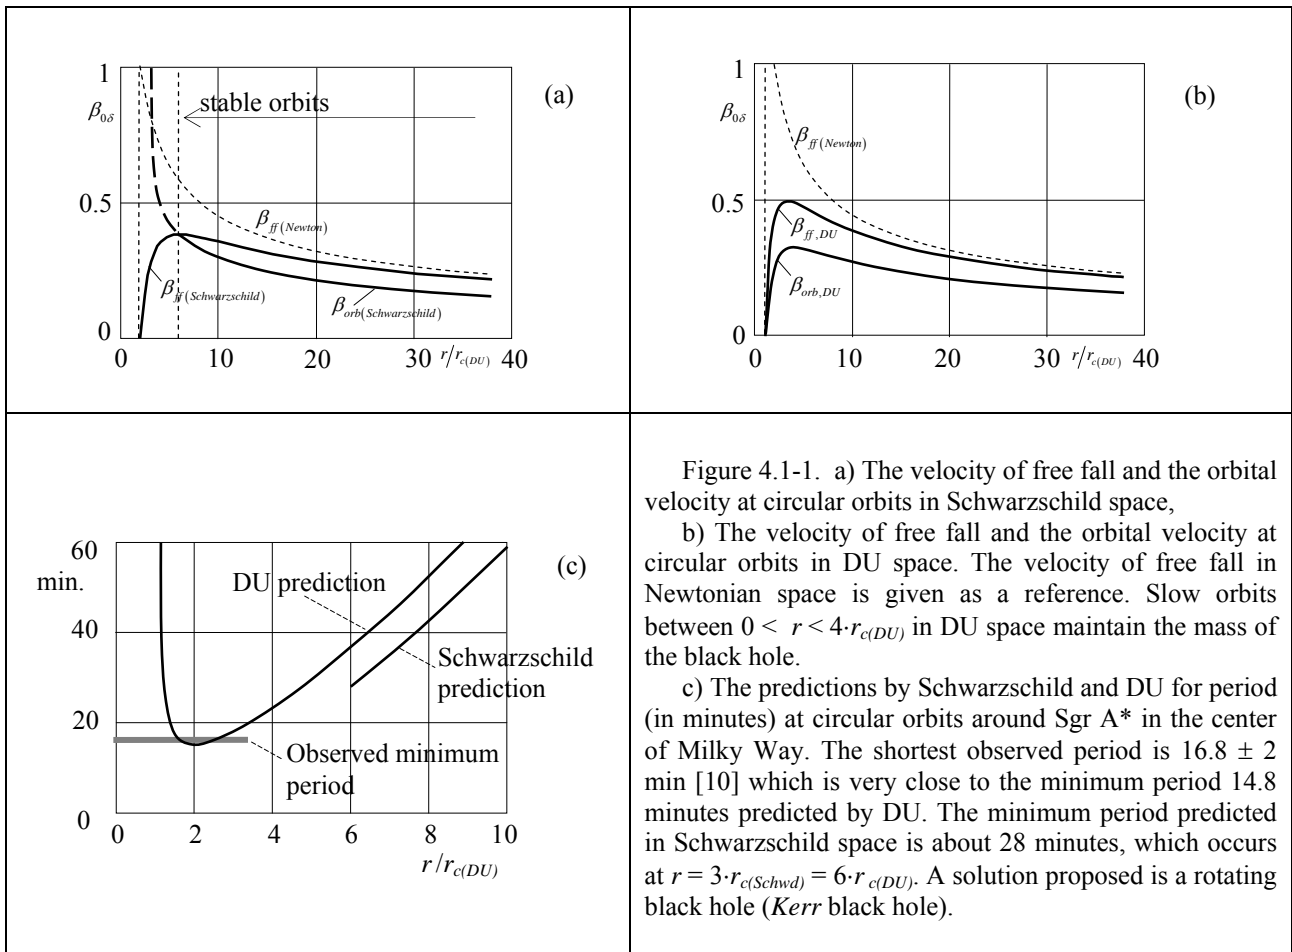 1
β0δ
0.5
0
stable orbits
(a)
βff(Newton)
βff(Schwarzschild)
βorb(Schwarzschild)
0 10 20 30 r/rc(DU) 40
1
β0δ
0.5
0
(b)
βff(Newton)
βff,DU
βorb,DU
0 10 20 30 r/rc(DU) 40
60
min.
40
20
0
(c)
DU prediction
Schwarzschild
prediction
Observed minimum
period
0 2 4 6 8 10
r/rc(DU)
Figure 4.1-1. a) The velocity of free fall and the orbital
velocity at circular orbits in Schwarzschild space,
b) The velocity of free fall and the orbital velocity at
circular orbits in DU space. The velocity of free fall in
Newtonian space is given as a reference. Slow orbits
between 0 < r < 4·rc(DU) in DU space maintain the mass of
the black hole.
c) The predictions by Schwarzschild and DU for period
(in minutes) at circular orbits around Sgr A* in the center
of Milky Way. The shortest observed period is 16.8 ± 2
min [10] which is very close to the minimum period 14.8
minutes predicted by DU. The minimum period predicted
in Schwarzschild space is about 28 minutes, which occurs
at r = 3·rc(Schwd) = 6·r c(DU). A solution proposed is a rotating
black hole (Kerr black hole).